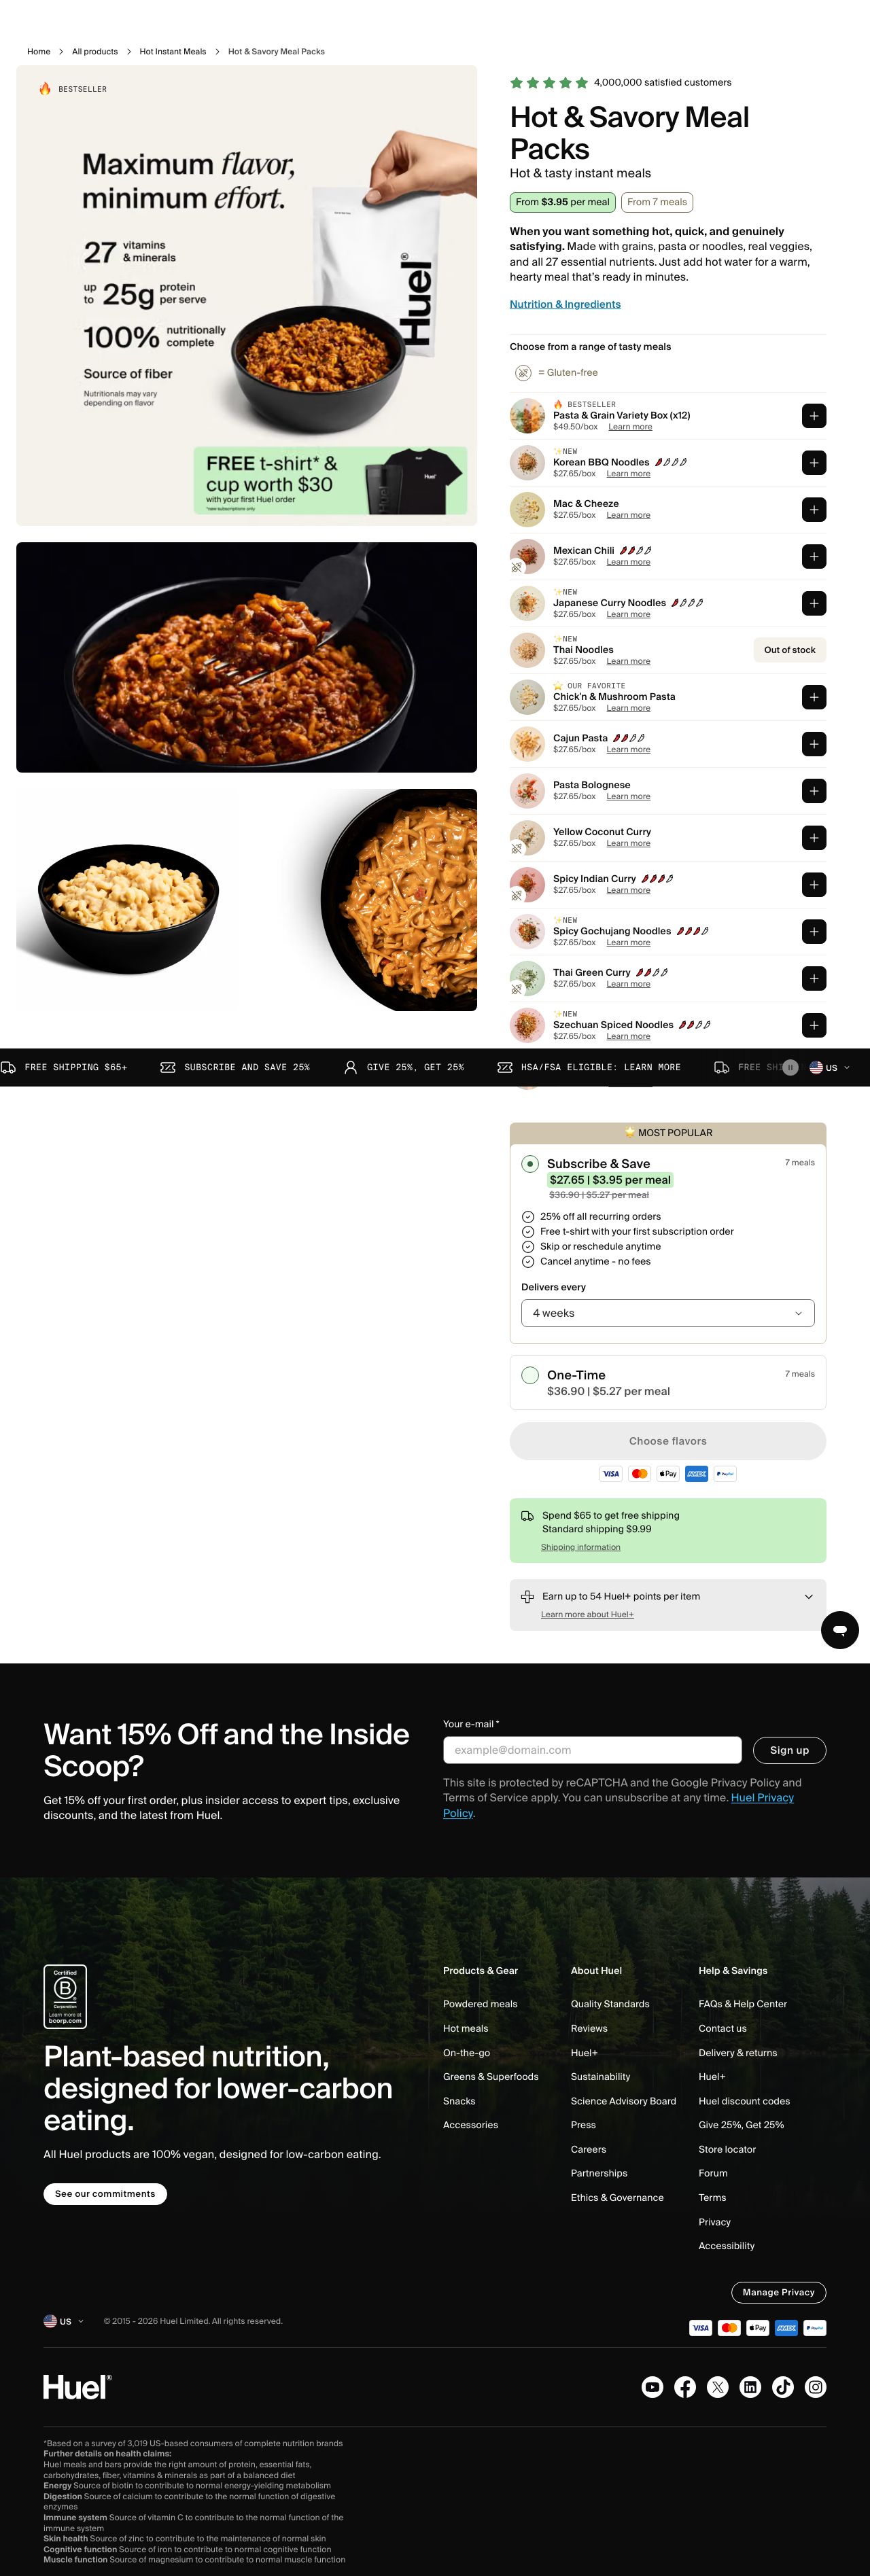 Home > All products > Hot Instant Meals > Hot & Savory Meal Packs
BESTSELLER
Maximum flavor,
minimum effort.
27 vitamins
& minerals
up
to 25g protein
per serve
100% nutritionally
complete
Source of fiber
Nutritionals may vary
depending on flavor
Huel®
FREE t-shirt* &
cup worth $30
with your first Huel order
*new subscriptions only
4,000,000 satisfied customers
Hot & Savory Meal
Packs
Hot & tasty instant meals
From $3.95 per meal
From 7 meals
When you want something hot, quick, and genuinely
satisfying. Made with grains, pasta or noodles, real veggies,
and all 27 essential nutrients. Just add hot water for a warm,
hearty meal that's ready in minutes.
Nutrition & Ingredients
Choose from a range of tasty meals
= Gluten-free
BESTSELLER
Pasta & Grain Variety Box (x12)
$49.50/box Learn more
NEW
Korean BBQ Noodles
$27.65/box Learn more
Mac & Cheeze
$27.65/box Learn more
Mexican Chili
$27.65/box Learn more
NEW
Japanese Curry Noodles
$27.65/box Learn more
NEW
Thai Noodles
$27.65/box Learn more
Out of stock
OUR FAVORITE
Chick'n & Mushroom Pasta
$27.65/box Learn more
Cajun Pasta
$27.65/box Learn more
Pasta Bolognese
$27.65/box Learn more
Yellow Coconut Curry
$27.65/box Learn more
Spicy Indian Curry
$27.65/box Learn more
NEW
Spicy Gochujang Noodles
$27.65/box Learn more
Thai Green Curry
$27.65/box Learn more
NEW
Szechuan Spiced Noodles
$27.65/box Learn more
FREE SHIPPING $65+
SUBSCRIBE AND SAVE 25%
GIVE 25%, GET 25%
HSA/FSA ELIGIBLE: LEARN MORE
FREE SHI
US
MOST POPULAR
Subscribe & Save
7 meals
$27.65 | $3.95 per meal
$36.90 | $5.27 per meal
25% off all recurring orders
Free t-shirt with your first subscription order
Skip or reschedule anytime
Cancel anytime - no fees
Delivers every
4 weeks
One-Time
7 meals
$36.90 | $5.27 per meal
Choose flavors
VISA
Pay
PayPal
Spend $65 to get free shipping
Standard shipping $9.99
Shipping information
Earn up to 54 Huel+ points per item
Learn more about Huel+
Want 15% Off and the Inside
Scoop?
Get 15% off your first order, plus insider access to expert tips, exclusive
discounts, and the latest from Huel.
Your e-mail *
example@domain.com
Sign up
This site is protected by reCAPTCHA and the Google Privacy Policy and
Terms of Service apply. You can unsubscribe at any time. Huel Privacy
Policy.
Certified
B
Corporation
Learn more at
bcorp.com
Plant-based nutrition,
designed for lower-carbon
eating.
All Huel products are 100% vegan, designed for low-carbon eating.
See our commitments
Products & Gear
Powdered meals
Hot meals
On-the-go
Greens & Superfoods
Snacks
Accessories
About Huel
Quality Standards
Reviews
Huel+
Sustainability
Science Advisory Board
Press
Careers
Partnerships
Ethics & Governance
Help & Savings
FAQs & Help Center
Contact us
Delivery & returns
Huel+
Huel discount codes
Give 25%, Get 25%
Store locator
Forum
Terms
Privacy
Accessibility
Manage Privacy
US
© 2015 - 2026 Huel Limited. All rights reserved.
VISA
Pay
PayPal
Huel®
*Based on a survey of 3,019 US-based consumers of complete nutrition brands
Further details on health claims:
Huel meals and bars provide the right amount of protein, essential fats,
carbohydrates, fiber, vitamins & minerals as part of a balanced diet
Energy Source of biotin to contribute to normal energy-yielding metabolism
Digestion Source of calcium to contribute to the normal function of digestive
enzymes
Immune system Source of vitamin C to contribute to the normal function of the
immune system
Skin health Source of zinc to contribute to the maintenance of normal skin
Cognitive function Source of iron to contribute to normal cognitive function
Muscle function Source of magnesium to contribute to normal muscle function